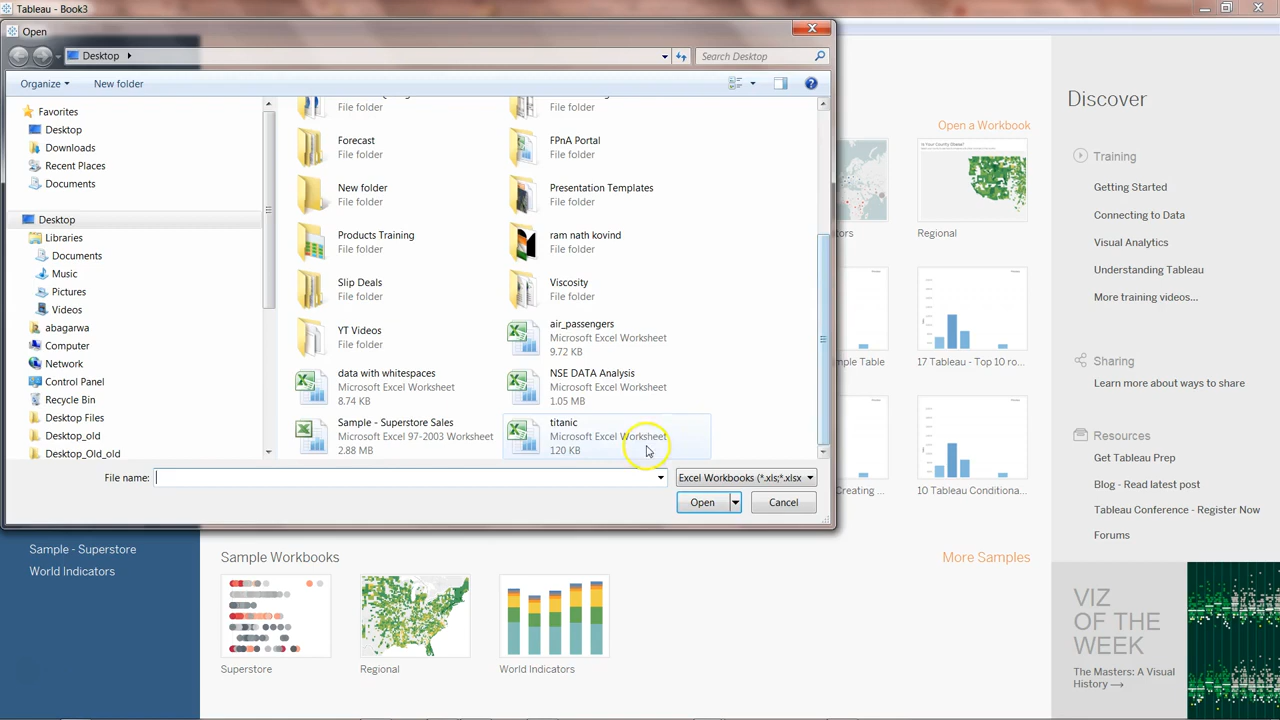 Tableau - Book3
Open
Desktop
Search Desktop
Organize
New folder
Favorites
Desktop
Downloads
Recent Places
Documents
Desktop
Libraries
Documents
Music
Pictures
Videos
abagarwa
Computer
Network
Control Panel
Recycle Bin
Desktop Files
Desktop_old
Desktop_Old_old
File folder
File folder
Forecast
File folder
FPnA Portal
File folder
New folder
File folder
Presentation Templates
File folder
Products Training
File folder
ram nath kovind
File folder
Slip Deals
File folder
Viscosity
File folder
YT Videos
File folder
air_passengers
Microsoft Excel Worksheet
9.72 KB
data with whitespaces
Microsoft Excel Worksheet
8.74 KB
NSE DATA Analysis
Microsoft Excel Worksheet
1.05 MB
Sample - Superstore Sales
Microsoft Excel 97-2003 Worksheet
2.88 MB
titanic
Microsoft Excel Worksheet
120 KB
File name:
Excel Workbooks (*.xls;*.xlsx
Open
Cancel
Open a Workbook
Is Your County Obese?
Regional
17 Tableau - Top 10 ro...
10 Tableau Conditiona...
Sample - Superstore
World Indicators
Sample Workbooks
More Samples
Superstore
Regional
World Indicators
Discover
Training
Getting Started
Connecting to Data
Visual Analytics
Understanding Tableau
More training videos...
Sharing
Learn more about ways to share
Resources
Get Tableau Prep
Blog - Read latest post
Tableau Conference - Register Now
Forums
VIZ
OF THE
WEEK
The Masters: A Visual
History →